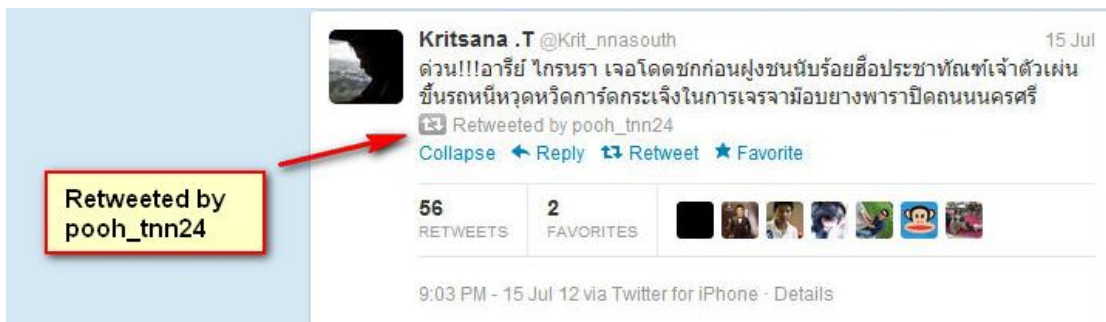 Kritsana .T @Krit_nnasouth 15 Jul
ด่วน!!!อารีย์ ไกรนรา เจอโดดชกก่อนฝูงชนนับร้อยฮือประชาทัณฑ์เจ้าตัวเผ่น
ขึ้นรถหนีหวุดหวิดการ์ดกระเจิงในการเจรจาม๊อบยางพาราปิดถนนนครศรี
Retweeted by pooh_tnn24
Collapse Reply Retweet Favorite
Retweeted by
pooh_tnn24
56 2
RETWEETS FAVORITES
9:03 PM - 15 Jul 12 via Twitter for iPhone · Details